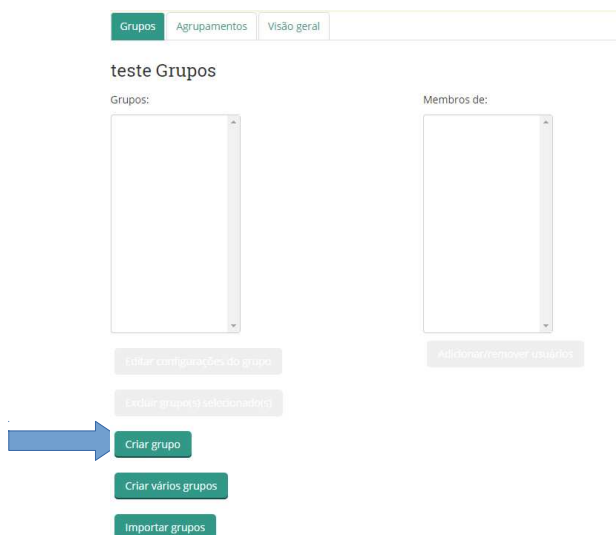 Grupos Agrupamentos Visão geral
teste Grupos
Grupos: Membros de:
Editar configurações do grupo Adicionar/remover usuários
Excluir grupo(s) selecionado(s)
Criar grupo
Criar vários grupos
Importar grupos